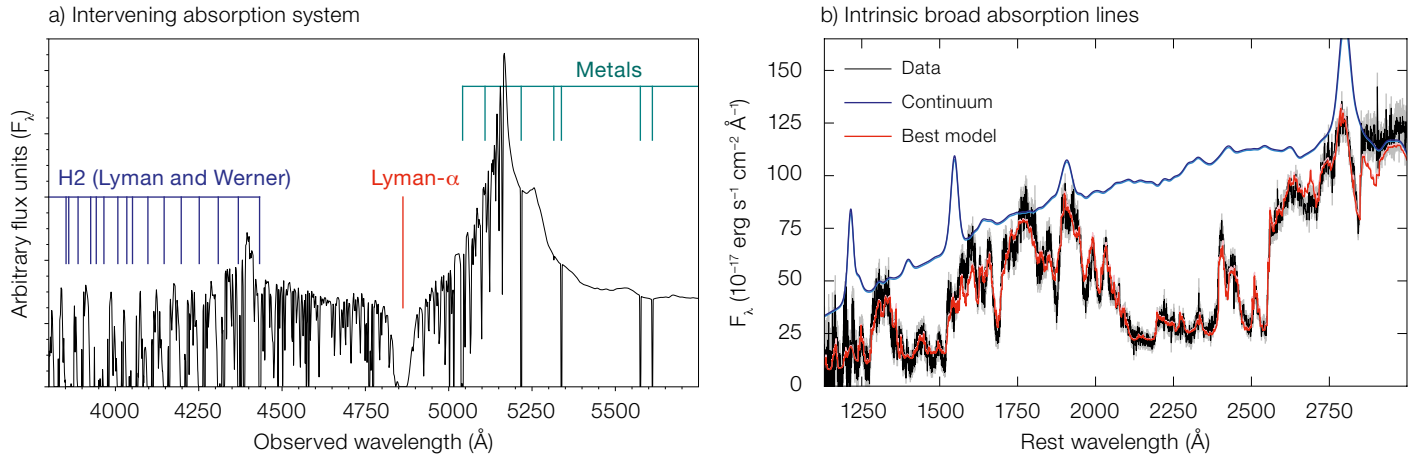 a) Intervening absorption system
Arbitrary flux units (F_λ)
H2 (Lyman and Werner)
Lyman-α
Metals
4000 4250 4500 4750 5000 5250 5500
Observed wavelength (Å)
b) Intrinsic broad absorption lines
F_λ (10⁻¹⁷ erg s⁻¹ cm⁻² Å⁻¹)
150
125
100
75
50
25
0
Data
Continuum
Best model
1250 1500 1750 2000 2250 2500 2750
Rest wavelength (Å)